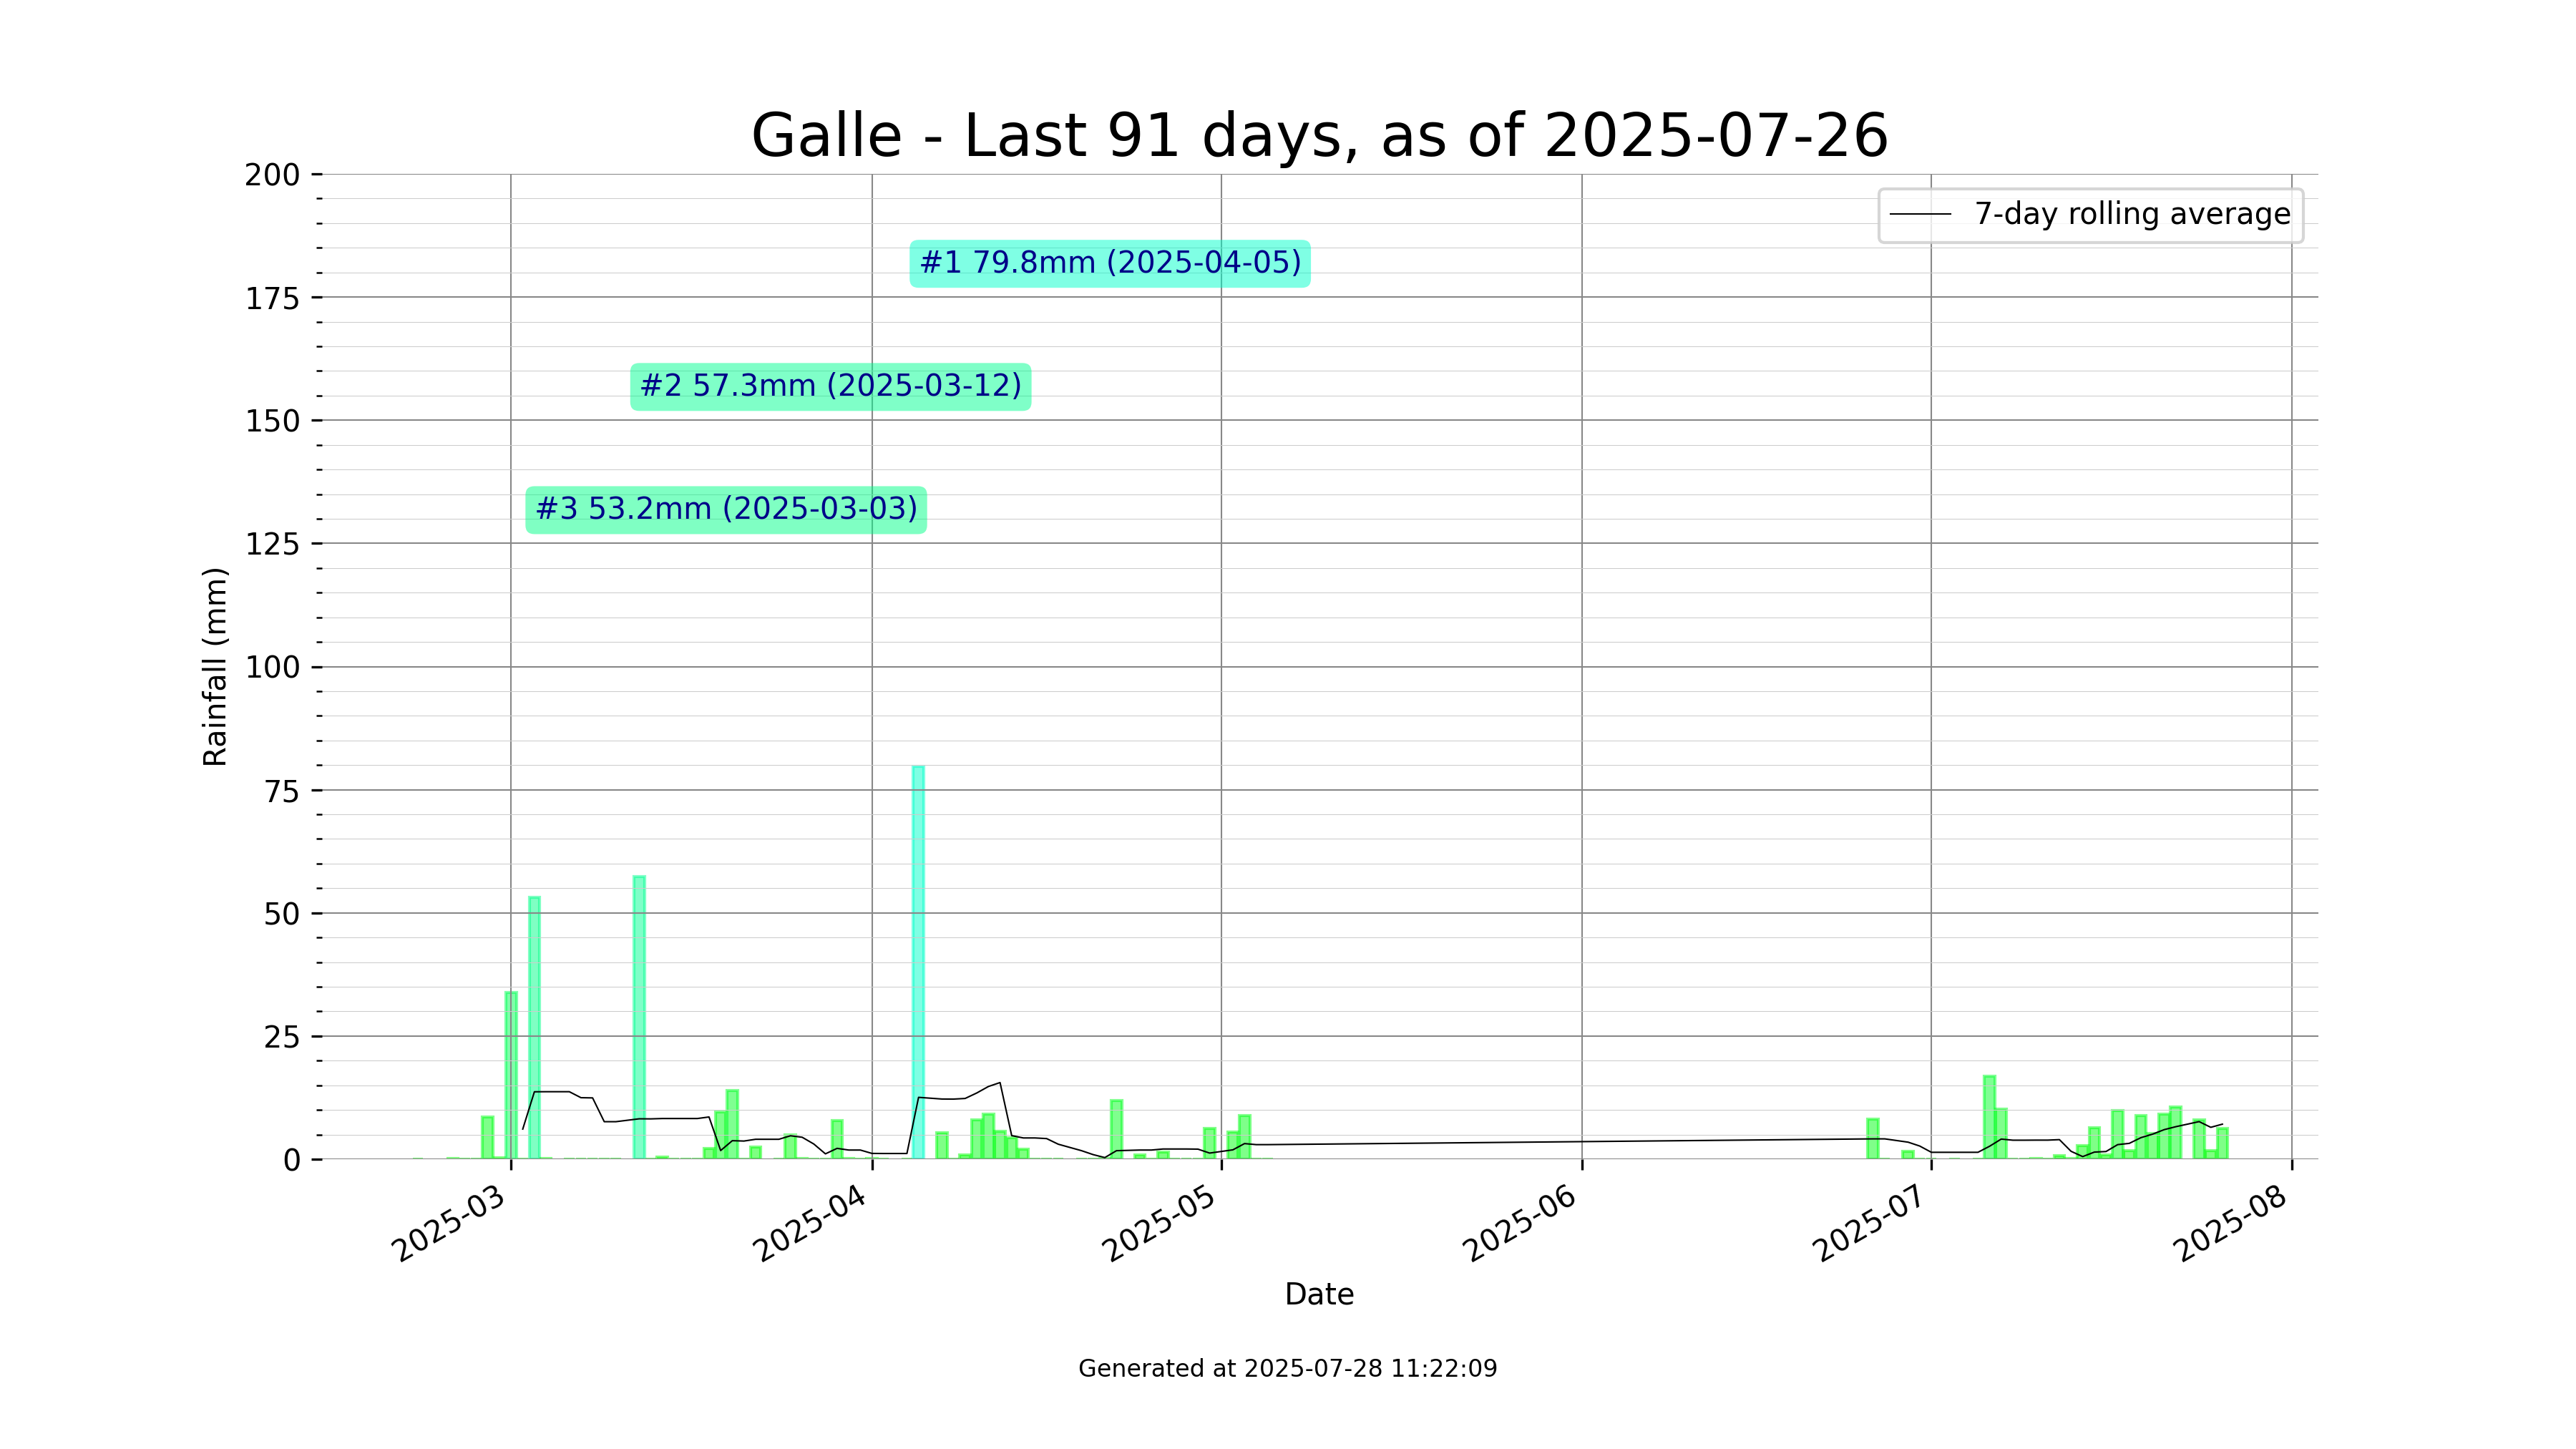 Galle - Last 91 days, as of 2025-07-26
7-day rolling average
#1 79.8mm (2025-04-05)
#2 57.3mm (2025-03-12)
#3 53.2mm (2025-03-03)
Rainfall (mm)
200
175
150
125
100
75
50
25
0
2025-03
2025-04
2025-05
2025-06
2025-07
2025-08
Date
Generated at 2025-07-28 11:22:09